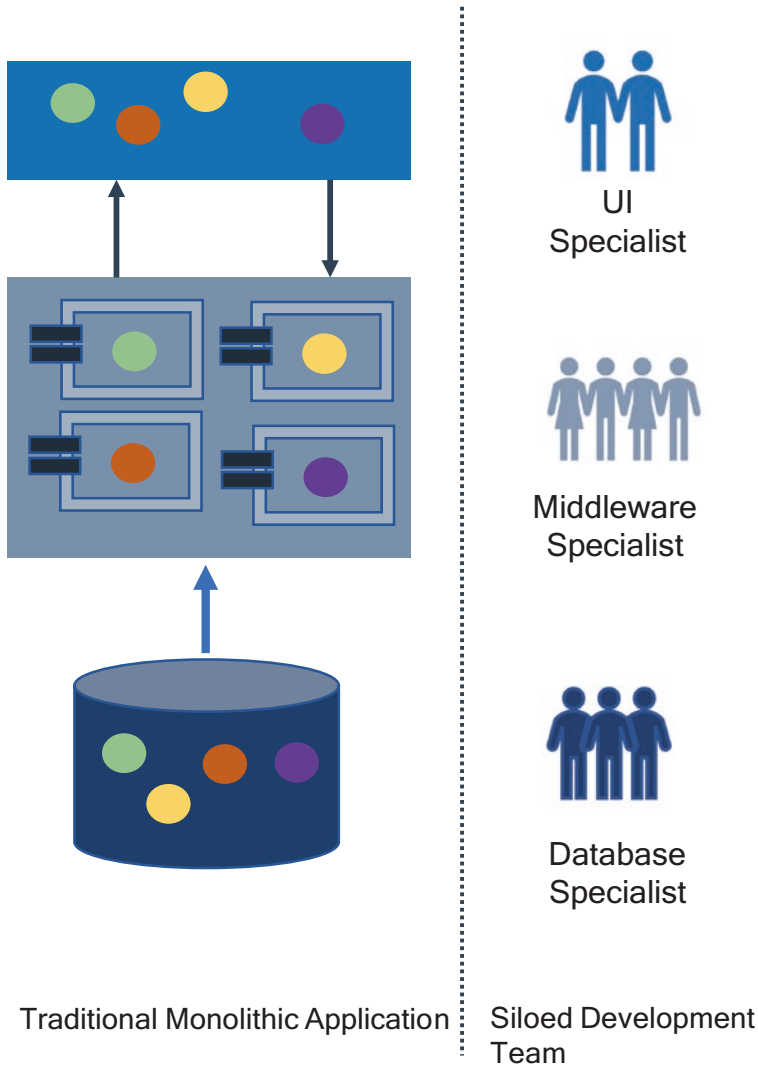 UI
Specialist
Middleware
Specialist
Database
Specialist
Traditional Monolithic Application
Siloed Development
Team